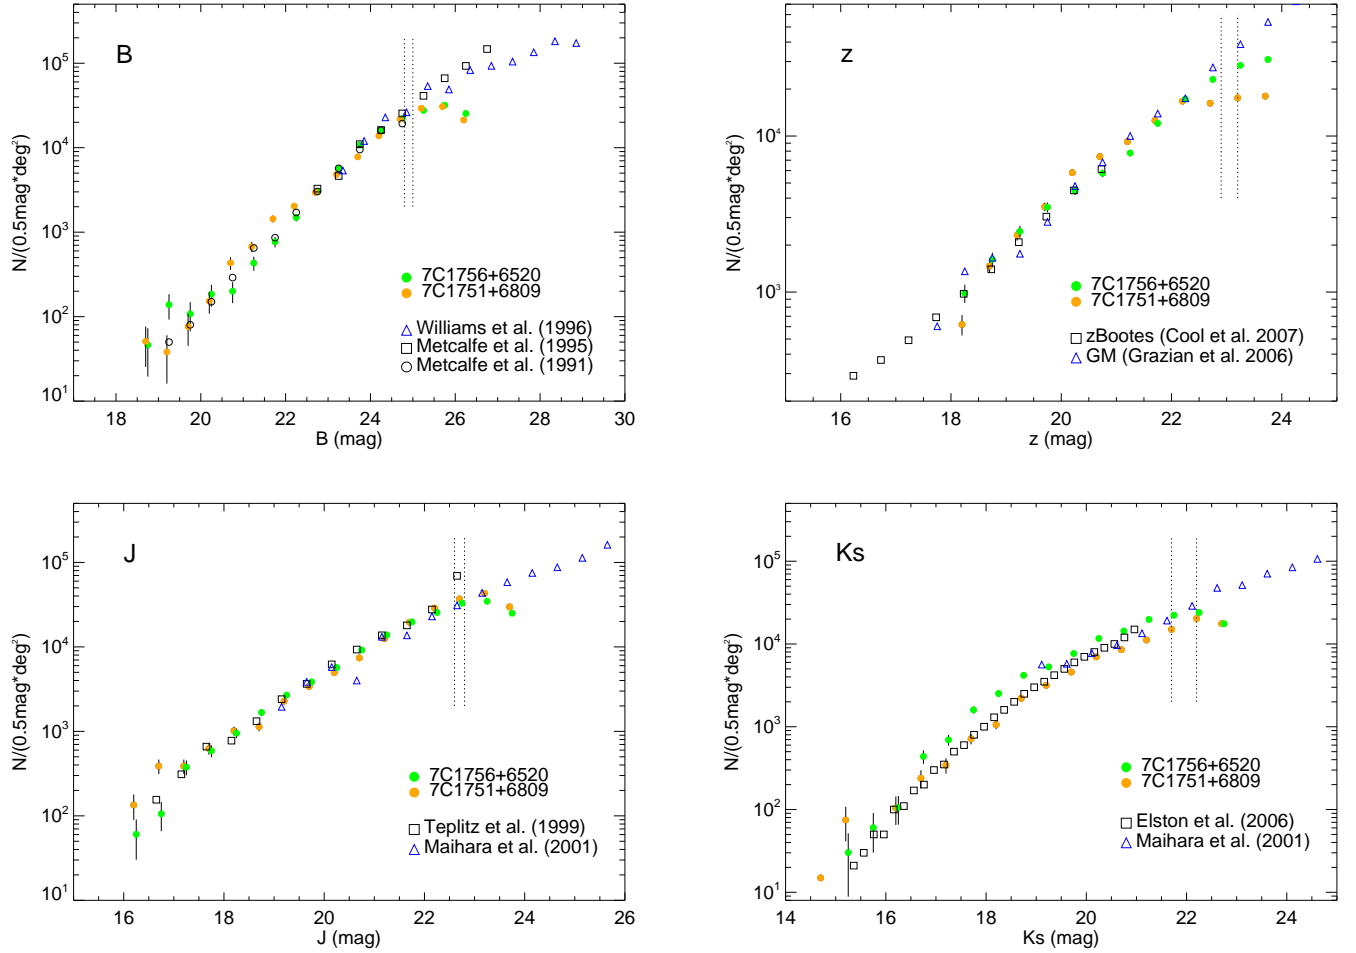 B
10^5
10^4
10^3
10^2
10^1
N/(0.5mag*deg^2)
7C1756+6520
7C1751+6809
Williams et al. (1996)
Metcalfe et al. (1995)
Metcalfe et al. (1991)
18 20 22 24 26 28 30
B (mag)
z
10^4
10^3
N/(0.5mag*deg^2)
7C1756+6520
7C1751+6809
zBootes (Cool et al. 2007)
GM (Grazian et al. 2006)
16 18 20 22 24
z (mag)
J
10^5
10^4
10^3
10^2
10^1
N/(0.5mag*deg^2)
7C1756+6520
7C1751+6809
Teplitz et al. (1999)
Maihara et al. (2001)
16 18 20 22 24 26
J (mag)
Ks
10^5
10^4
10^3
10^2
10^1
N/(0.5mag*deg^2)
7C1756+6520
7C1751+6809
Elston et al. (2006)
Maihara et al. (2001)
14 16 18 20 22 24
Ks (mag)